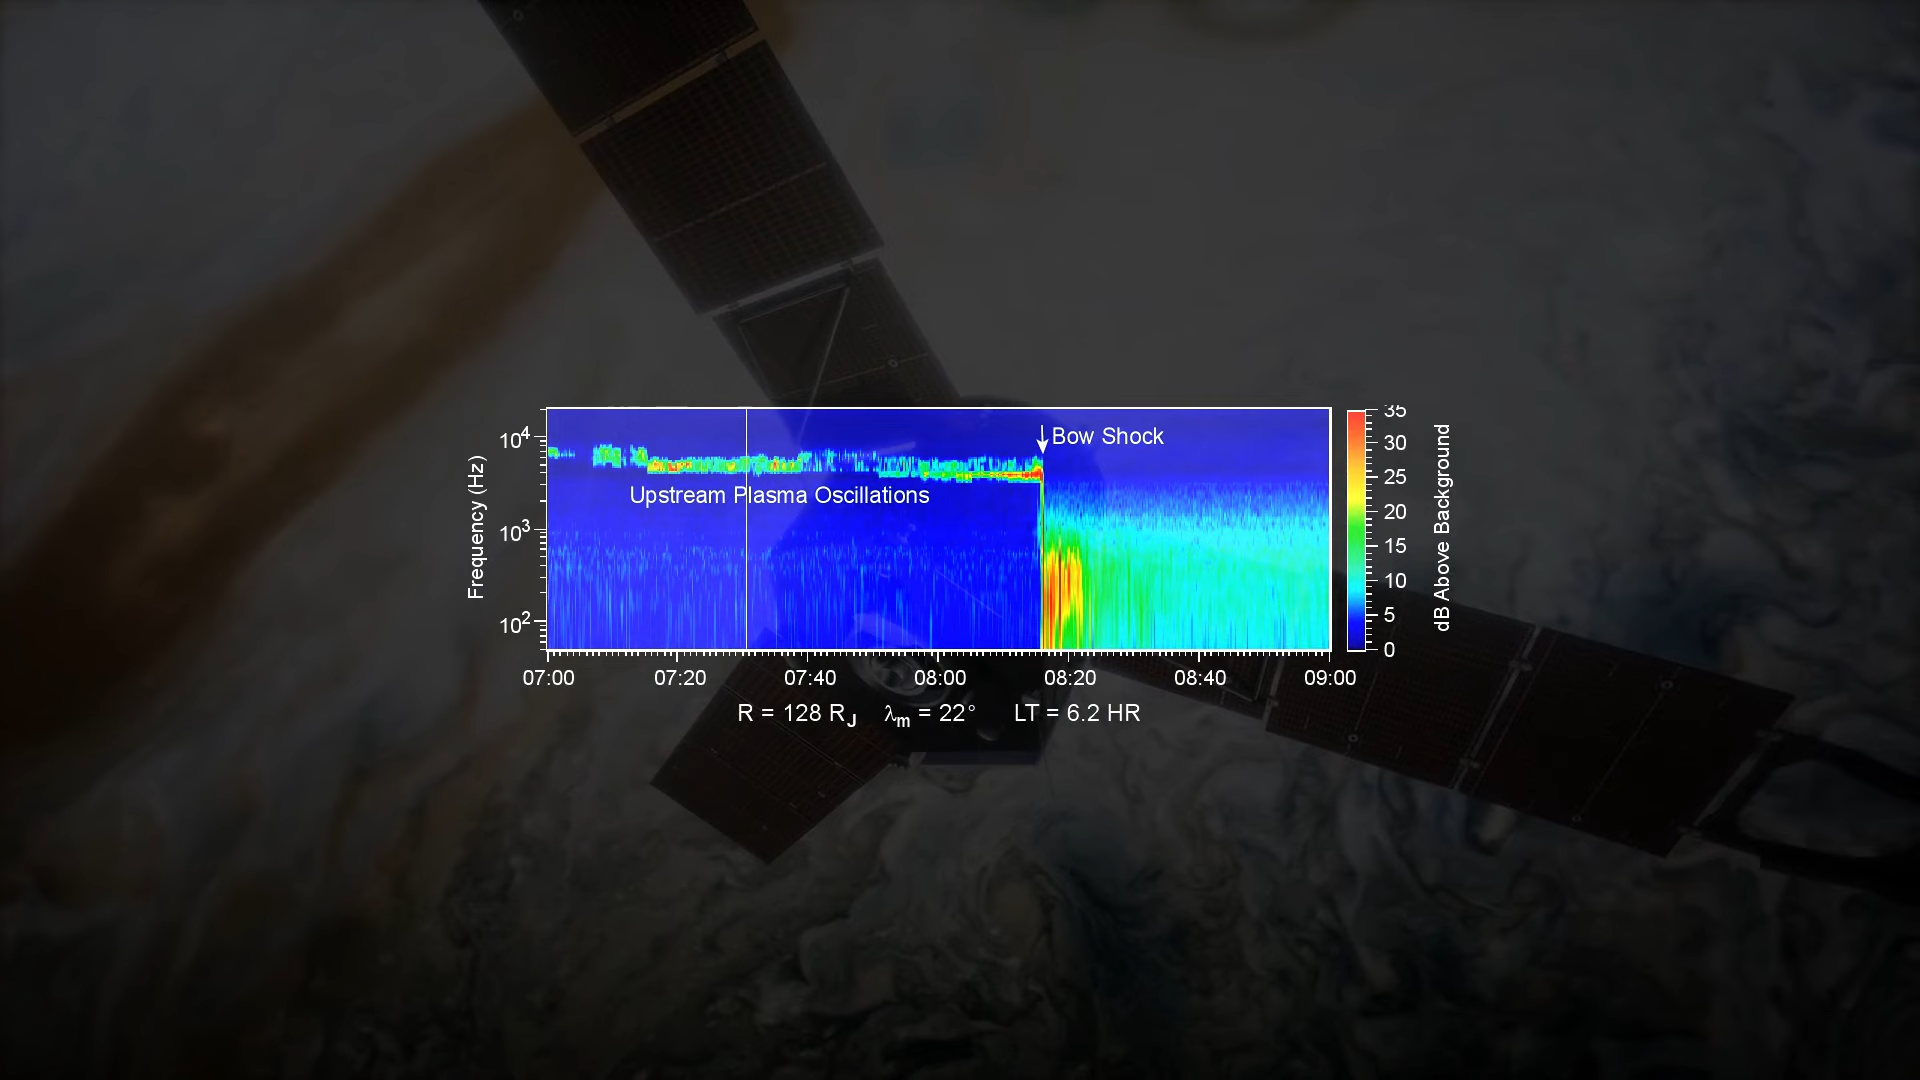 35
10⁴
Bow Shock
30
25
Upstream Plasma Oscillations
20
10³
15
10
5
10²
0
Frequency (Hz)
dB Above Background
07:00 07:20 07:40 08:00 08:20 08:40 09:00
R = 128 R_J λ_m = 22° LT = 6.2 HR